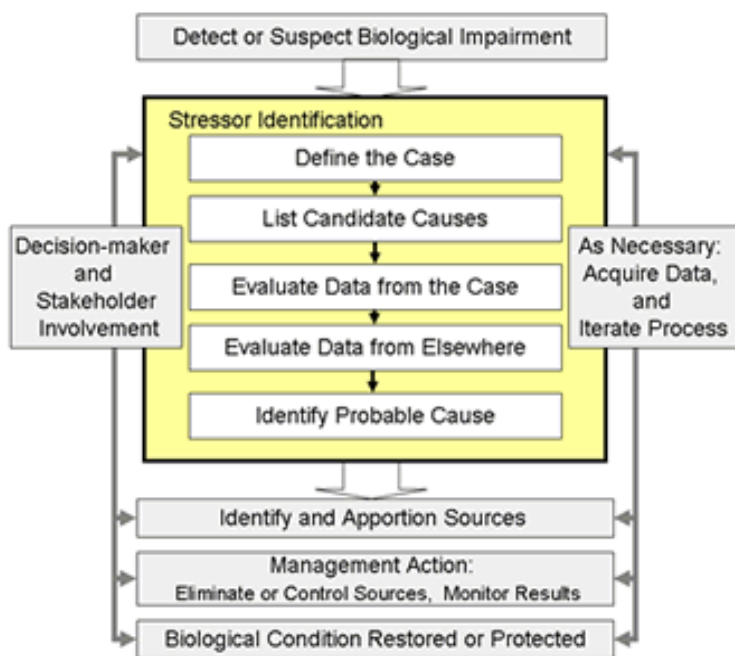 Detect or Suspect Biological Impairment
Stressor Identification
Define the Case
List Candidate Causes
Evaluate Data from the Case
Evaluate Data from Elsewhere
Identify Probable Cause
Decision-maker
and
Stakeholder
Involvement
As Necessary:
Acquire Data,
and
Iterate Process
Identify and Apportion Sources
Management Action:
Eliminate or Control Sources, Monitor Results
Biological Condition Restored or Protected